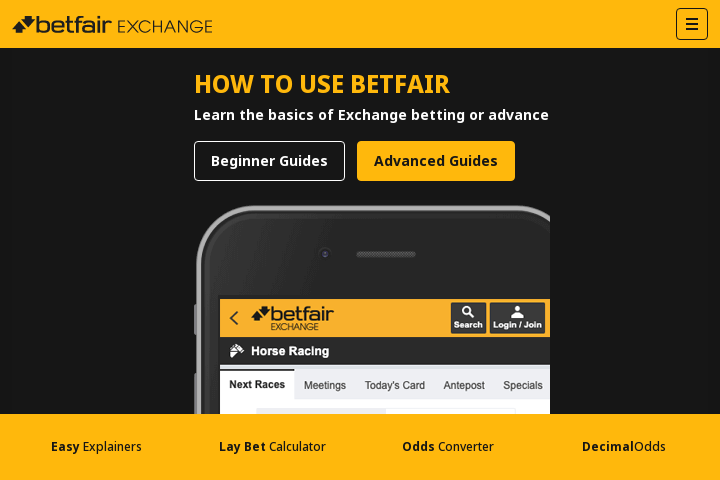 betfair EXCHANGE
HOW TO USE BETFAIR
Learn the basics of Exchange betting or advance
Beginner Guides
Advanced Guides
betfair
EXCHANGE
Search
Login / Join
Horse Racing
Next Races
Meetings
Today's Card
Antepost
Specials
Easy Explainers
Lay Bet Calculator
Odds Converter
DecimalOdds